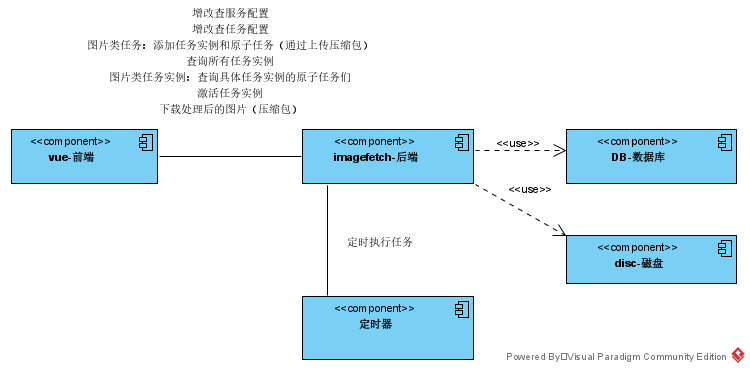 增改查服务配置
增改查任务配置
图片类任务：添加任务实例和原子任务（通过上传压缩包）
查询所有任务实例
图片类任务实例：查询具体任务实例的原子任务们
激活任务实例
下载处理后的图片（压缩包）
<<component>>
vue-前端
<<component>>
imagefetch-后端
<<use>>
<<component>>
DB-数据库
<<use>>
<<component>>
disc-磁盘
定时执行任务
<<component>>
定时器
Powered By□Visual Paradigm Community Edition